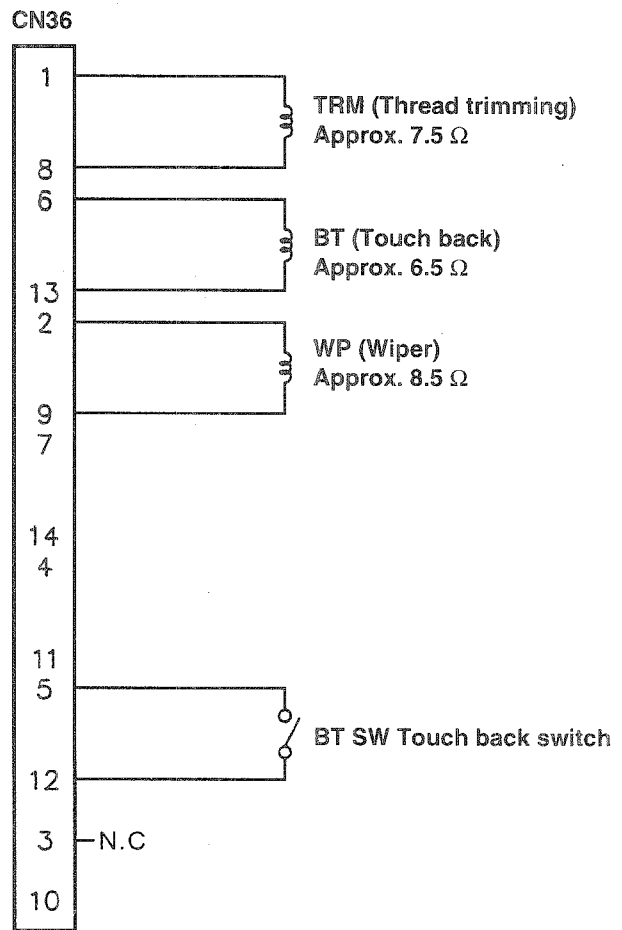 CN36
1
TRM (Thread trimming)
Approx. 7.5 Ω
8
6
BT (Touch back)
Approx. 6.5 Ω
13
2
WP (Wiper)
Approx. 8.5 Ω
9
7
14
4
11
5
BT SW Touch back switch
12
3 N.C
10